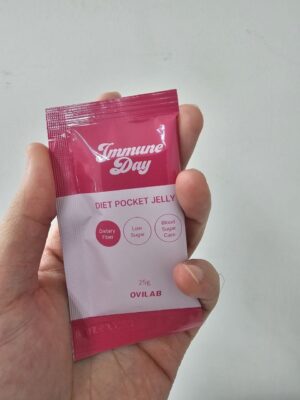 Immune
Day
DIET POCKET JELLY
Dietary
Fiber
Low
Sugar
Blood
Sugar
Care
25g
OVILAB